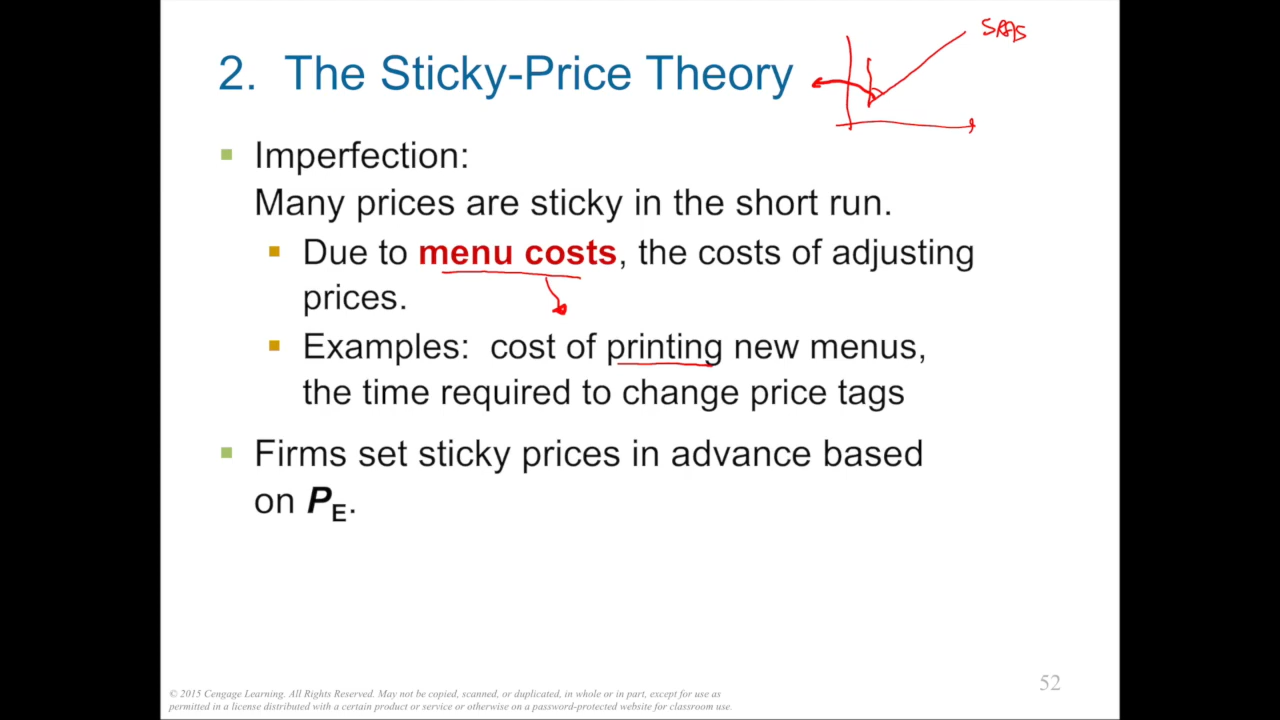 2. The Sticky-Price Theory
SRAS
Imperfection:
Many prices are sticky in the short run.
Due to menu costs, the costs of adjusting
prices.
Examples: cost of printing new menus,
the time required to change price tags
Firms set sticky prices in advance based
on PE.
52
© 2015 Cengage Learning. All Rights Reserved. May not be copied, scanned, or duplicated, in whole or in part, except for use as
permitted in a license distributed with a certain product or service or otherwise on a password-protected website for classroom use.